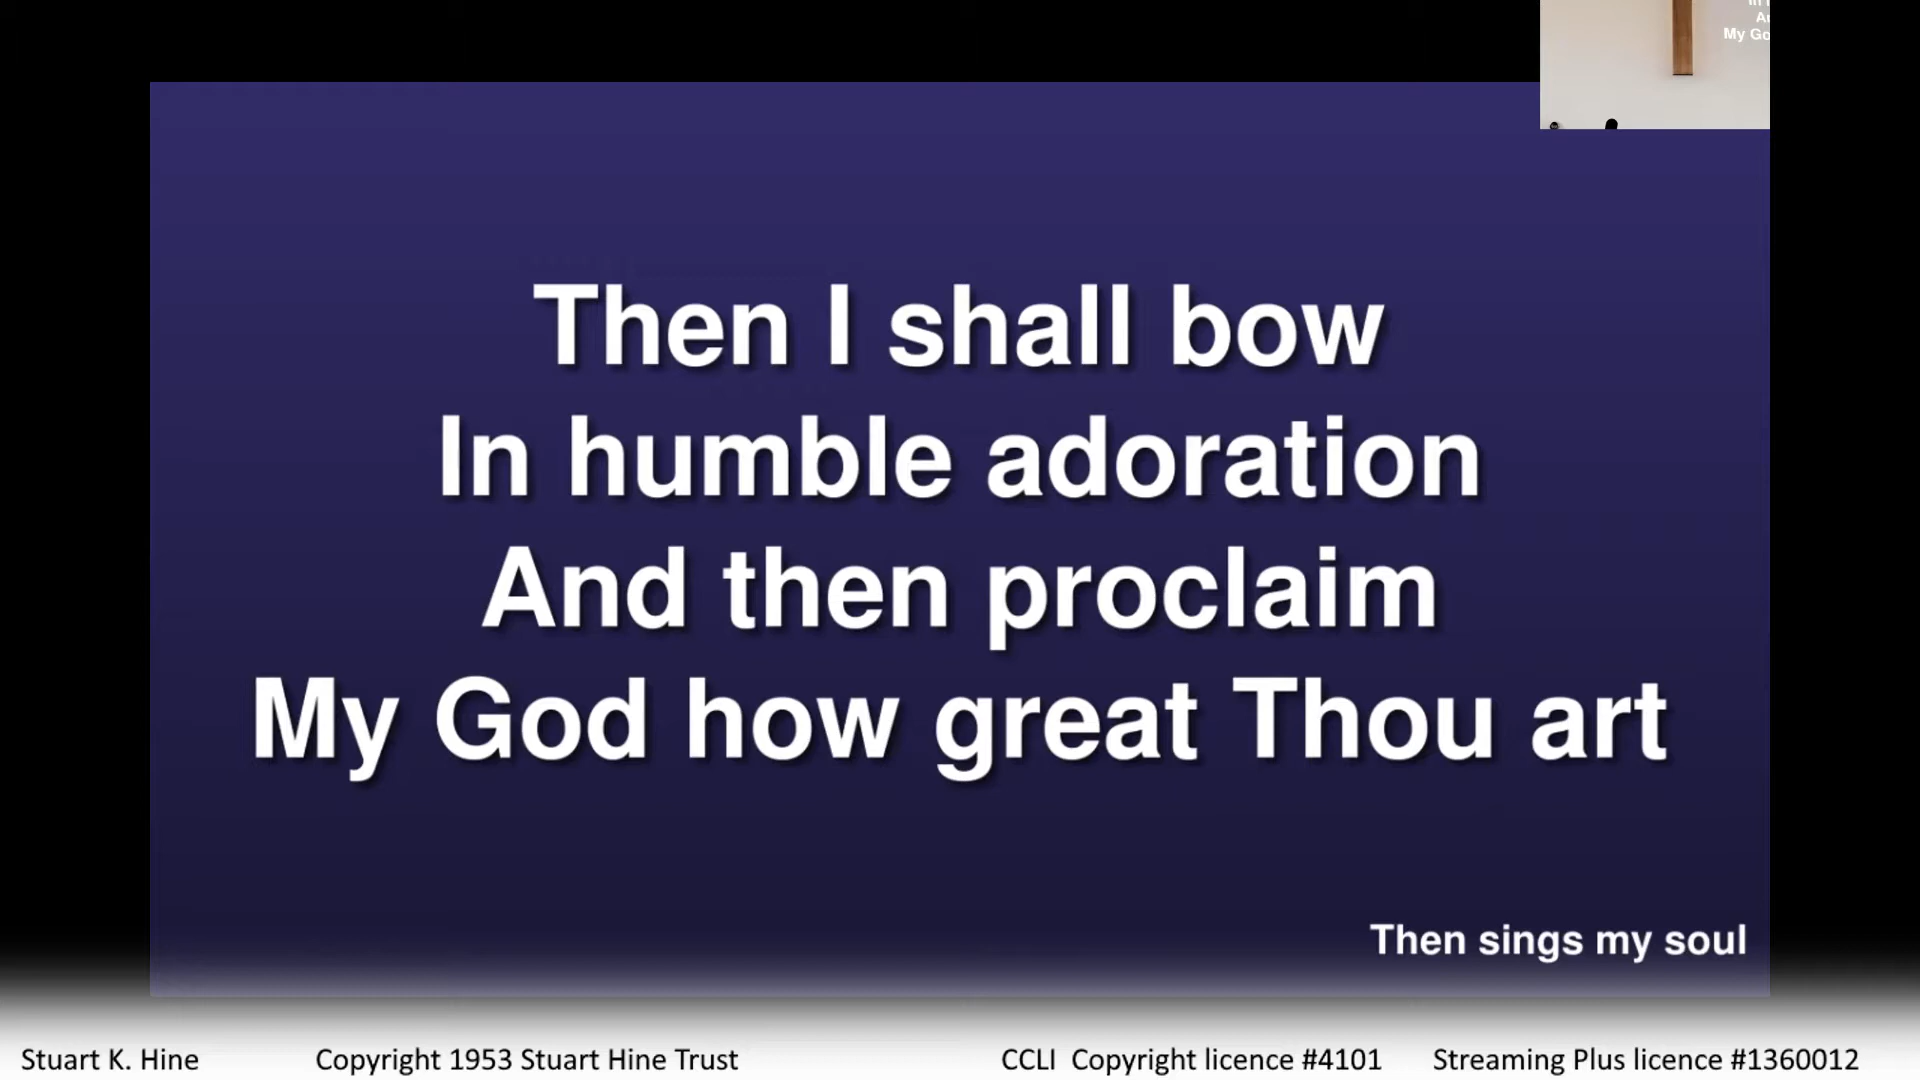 Then I shall bow
In humble adoration
And then proclaim
My God how great Thou art
Then sings my soul
My
Stuart K. Hine Copyright 1953 Stuart Hine Trust CCLI Copyright licence #4101 Streaming Plus licence #1360012